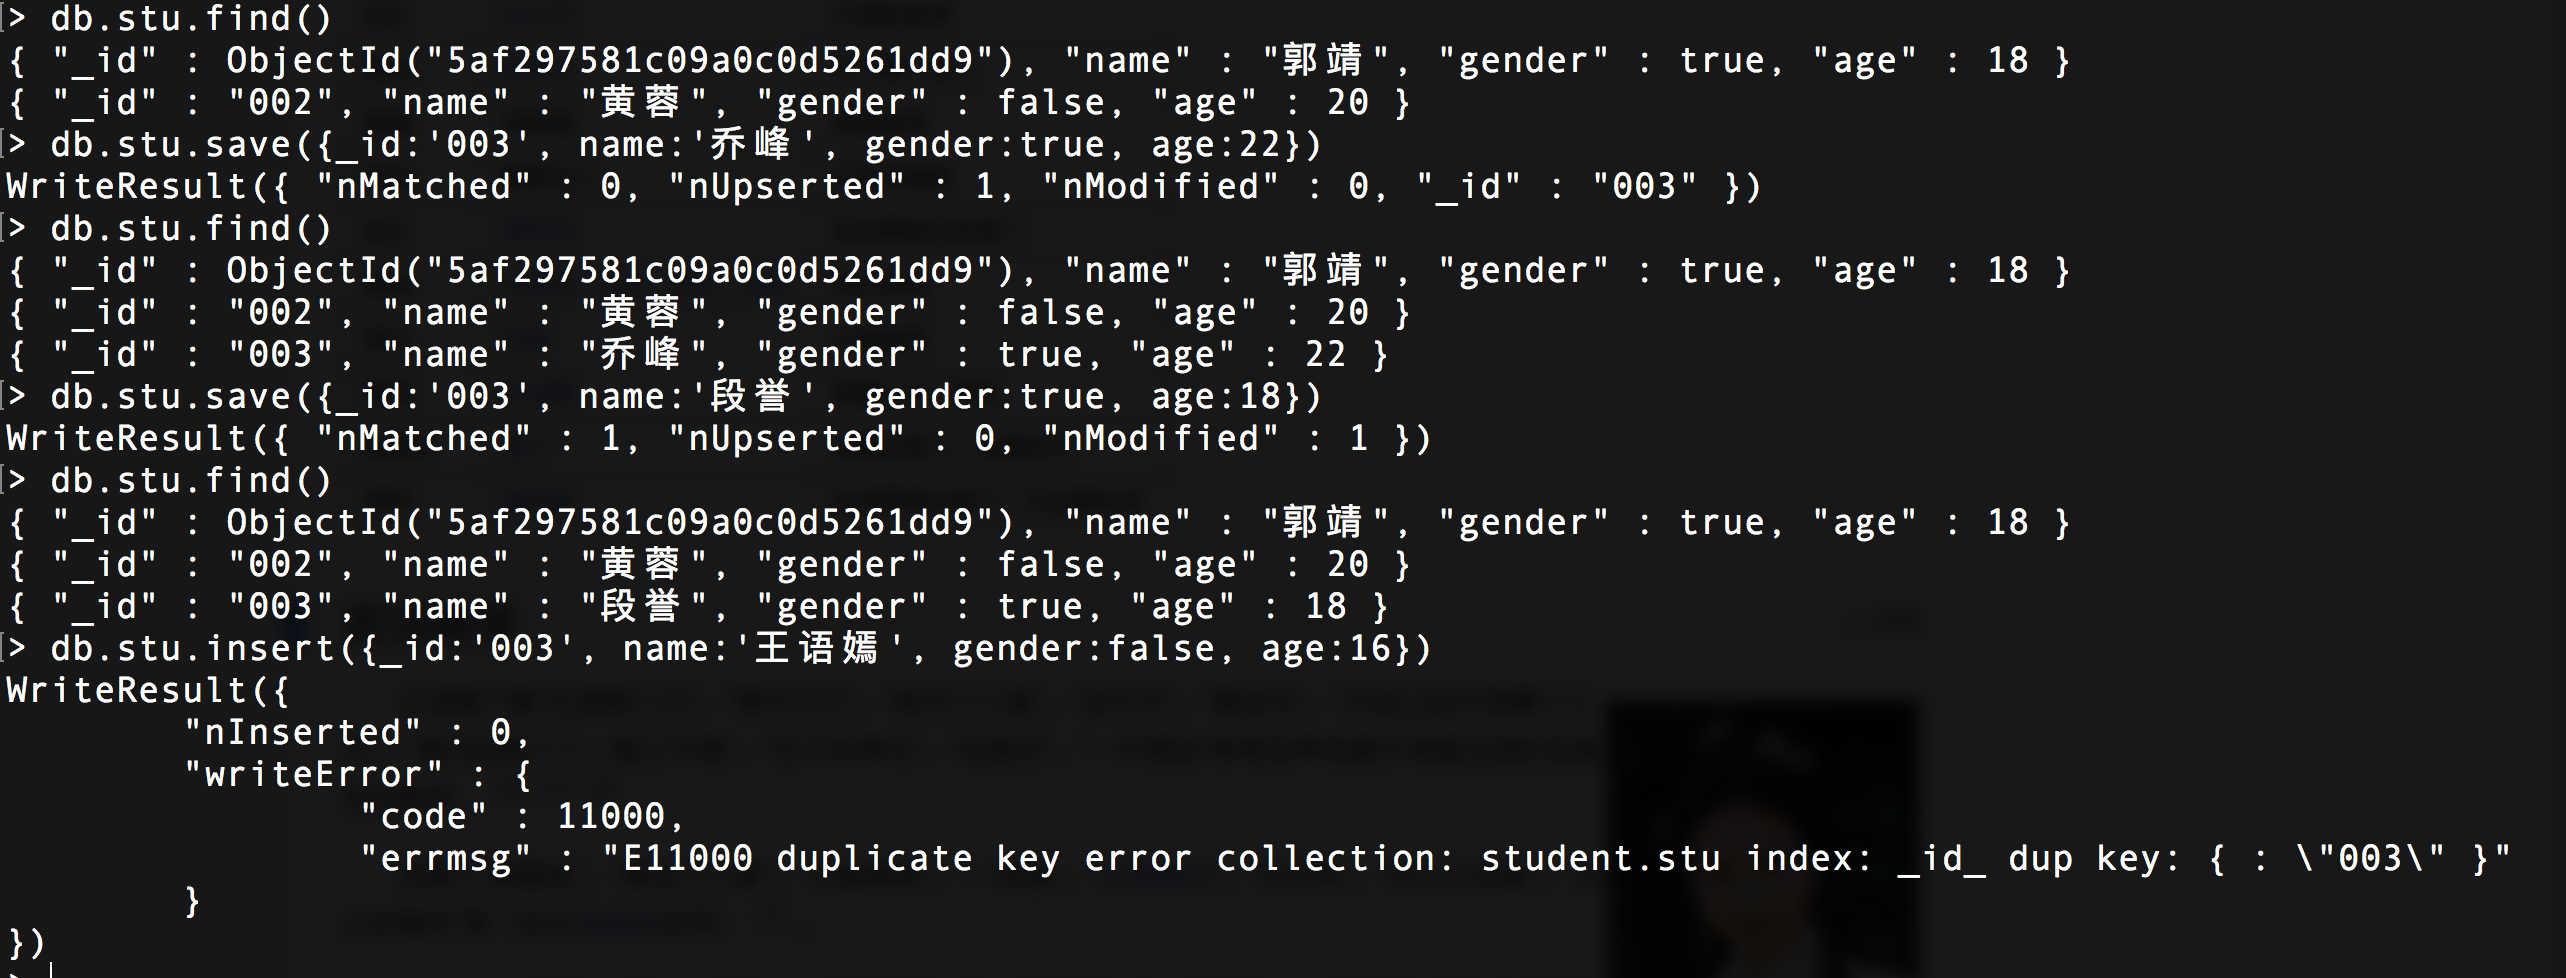 > db.stu.find()
{ "_id" : ObjectId("5af297581c09a0c0d5261dd9"), "name" : "郭靖", "gender" : true, "age" : 18 }
{ "_id" : "002", "name" : "黄蓉", "gender" : false, "age" : 20 }
> db.stu.save({_id:'003', name:'乔峰', gender:true, age:22})
WriteResult({ "nMatched" : 0, "nUpserted" : 1, "nModified" : 0, "_id" : "003" })
> db.stu.find()
{ "_id" : ObjectId("5af297581c09a0c0d5261dd9"), "name" : "郭靖", "gender" : true, "age" : 18 }
{ "_id" : "002", "name" : "黄蓉", "gender" : false, "age" : 20 }
{ "_id" : "003", "name" : "乔峰", "gender" : true, "age" : 22 }
> db.stu.save({_id:'003', name:'段誉', gender:true, age:18})
WriteResult({ "nMatched" : 1, "nUpserted" : 0, "nModified" : 1 })
> db.stu.find()
{ "_id" : ObjectId("5af297581c09a0c0d5261dd9"), "name" : "郭靖", "gender" : true, "age" : 18 }
{ "_id" : "002", "name" : "黄蓉", "gender" : false, "age" : 20 }
{ "_id" : "003", "name" : "段誉", "gender" : true, "age" : 18 }
> db.stu.insert({_id:'003', name:'王语嫣', gender:false, age:16})
WriteResult({
"nInserted" : 0,
"writeError" : {
"code" : 11000,
"errmsg" : "E11000 duplicate key error collection: student.stu index: _id_ dup key: { : \"003\" }"
}
})
>